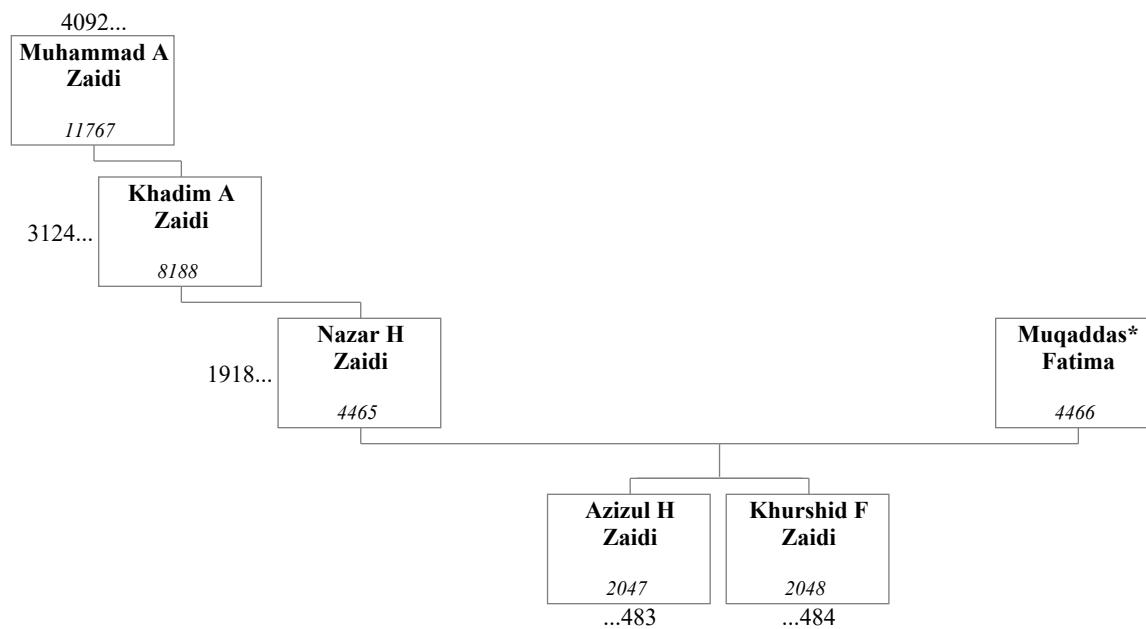 4092...
Muhammad A
Zaidi
11767
Khadim A
Zaidi
3124...
8188
Nazar H
Zaidi
Muqaddas*
Fatima
1918...
4465
4466
Azizul H
Zaidi
Khurshid F
Zaidi
2047
2048
...483
...484